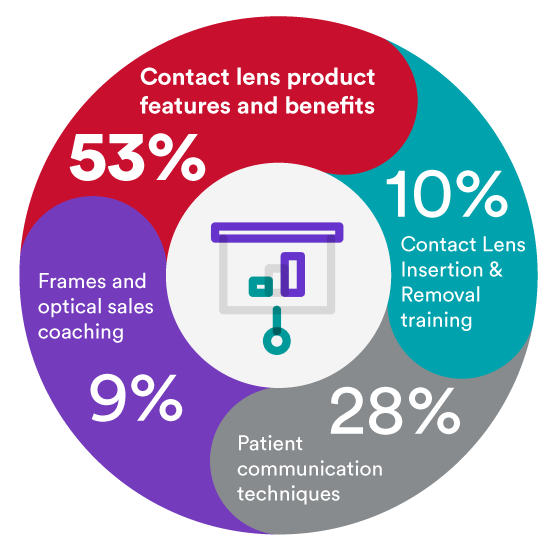 Contact lens product
features and benefits
53%
10%
Contact Lens
Insertion &
Removal
training
28%
Patient
communication
techniques
Frames and
optical sales
coaching
9%